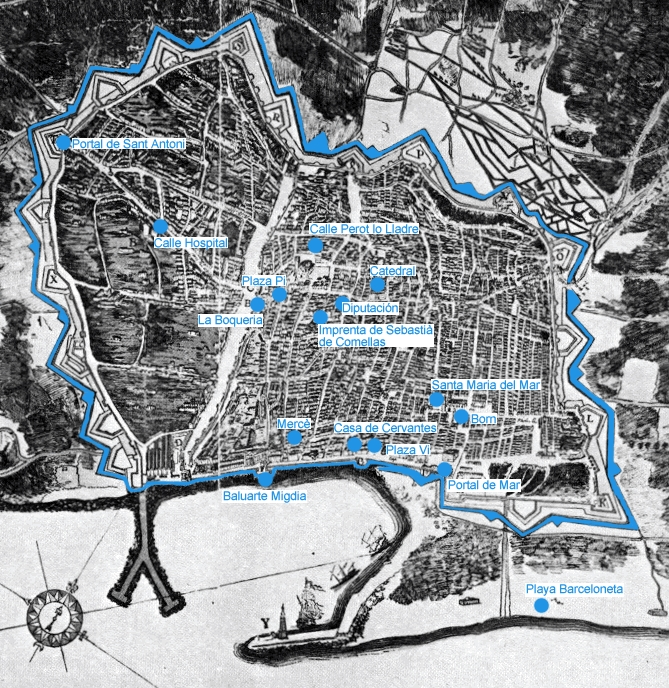 Portal de Sant Antoni
Calle Perot lo Lladre
Calle Hospital
Catedral
Plaza Pi
Diputación
La Boqueria
Imprenta de Sebastià
de Comellas
Santa Maria del Mar
Born
Mercè
Casa de Cervantes
Plaza Vi
Portal de Mar
Baluarte Migdia
Playa Barceloneta
Y
R
P